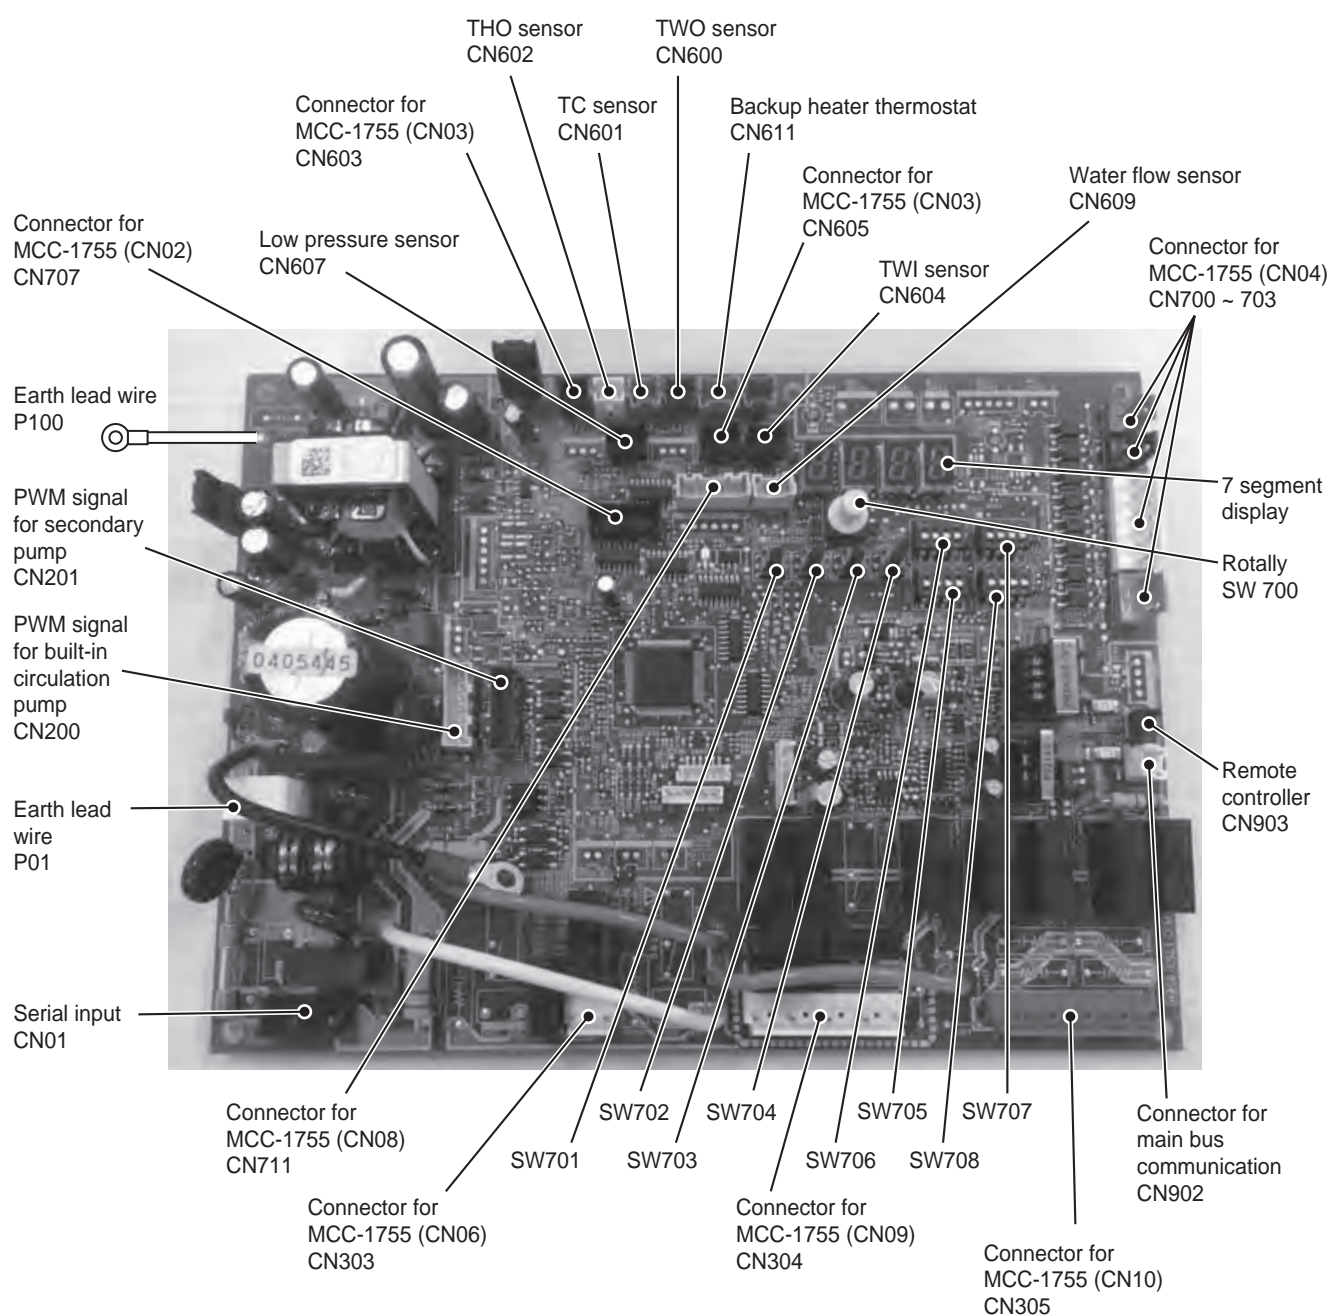 THO sensor
CN602
TWO sensor
CN600
Connector for
MCC-1755 (CN03)
CN603
TC sensor
CN601
Backup heater thermostat
CN611
Connector for
MCC-1755 (CN03)
CN605
Water flow sensor
CN609
Connector for
MCC-1755 (CN02)
CN707
Low pressure sensor
CN607
TWI sensor
CN604
Connector for
MCC-1755 (CN04)
CN700 ~ 703
Earth lead wire
P100
7 segment
display
PWM signal
for secondary
pump
CN201
Rotally
SW 700
PWM signal
for built-in
circulation
pump
CN200
0405445
Remote
controller
CN903
Earth lead
wire
P01
Serial input
CN01
Connector for
MCC-1755 (CN08)
CN711
SW702
SW704
SW705
SW707
Connector for
main bus
communication
CN902
SW701
SW703
SW706
SW708
Connector for
MCC-1755 (CN06)
CN303
Connector for
MCC-1755 (CN09)
CN304
Connector for
MCC-1755 (CN10)
CN305